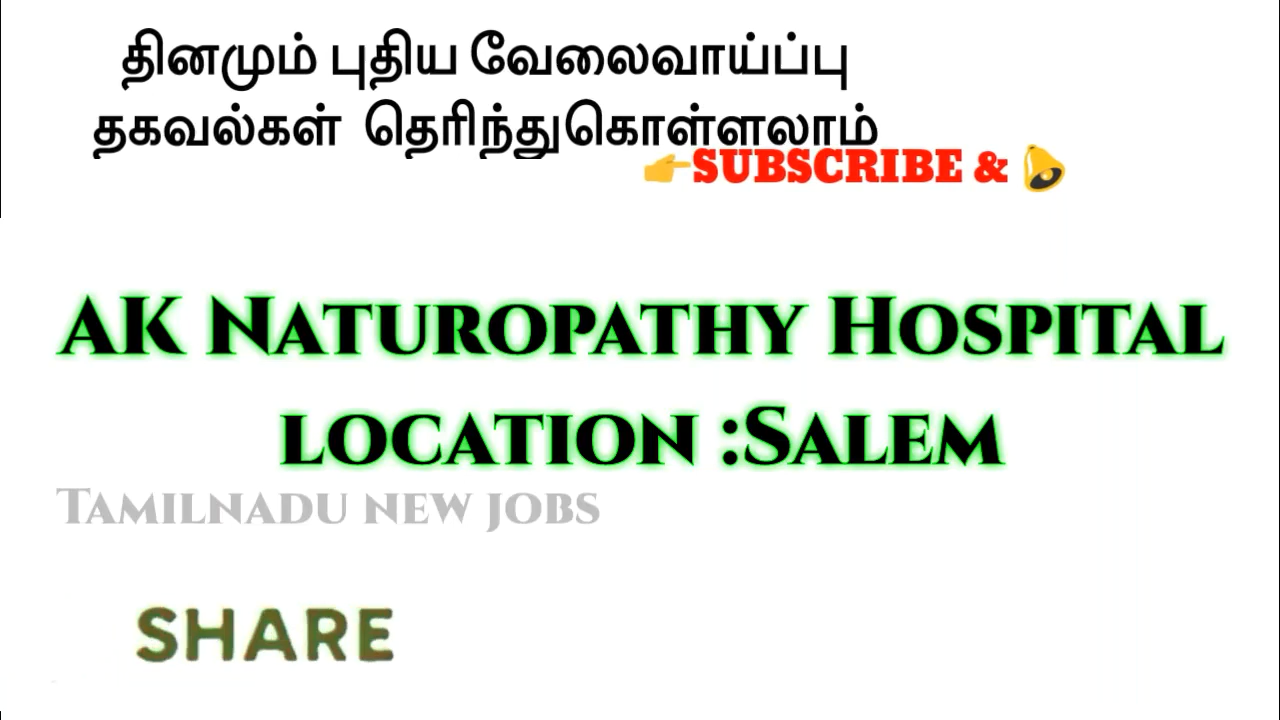 தினமும் புதிய வேலைவாய்ப்பு
தகவல்கள் தெரிந்துகொள்ளலாம்
👉SUBSCRIBE & 🔔
AK Naturopathy Hospital
location :Salem
Tamilnadu new jobs
SHARE